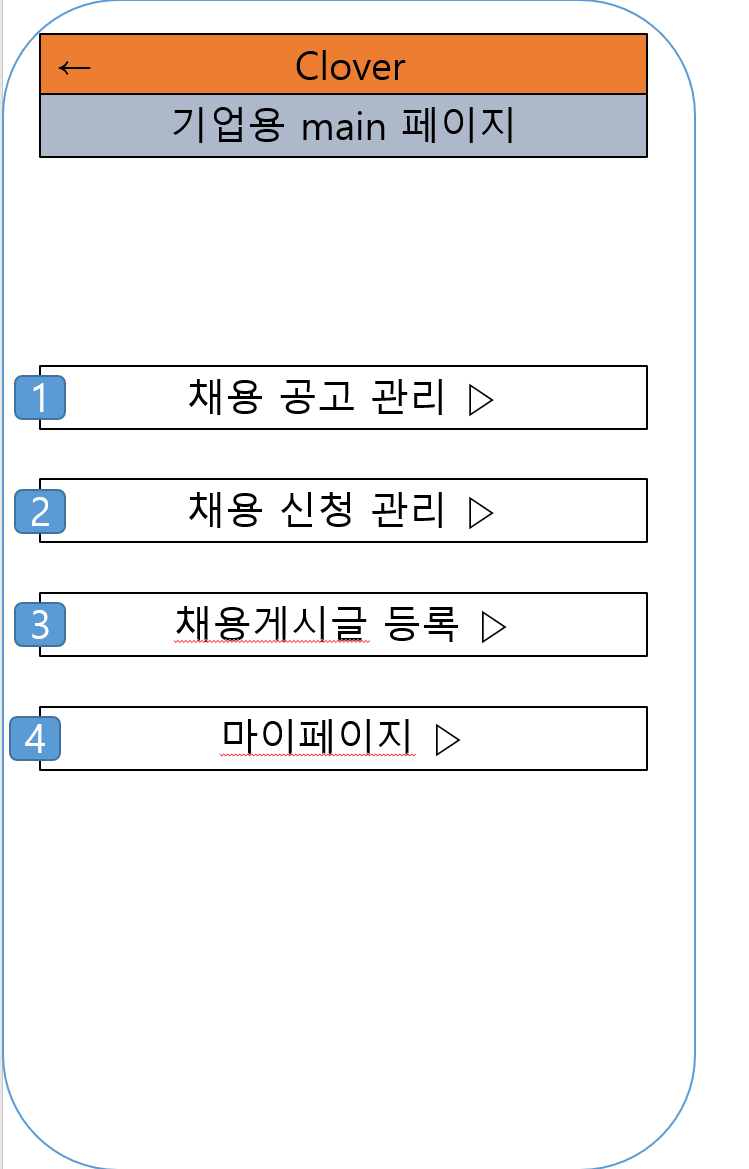 ← Clover
기업용 main 페이지
1 채용 공고 관리 ▷
2 채용 신청 관리 ▷
3 채용게시글 등록 ▷
4 마이페이지 ▷